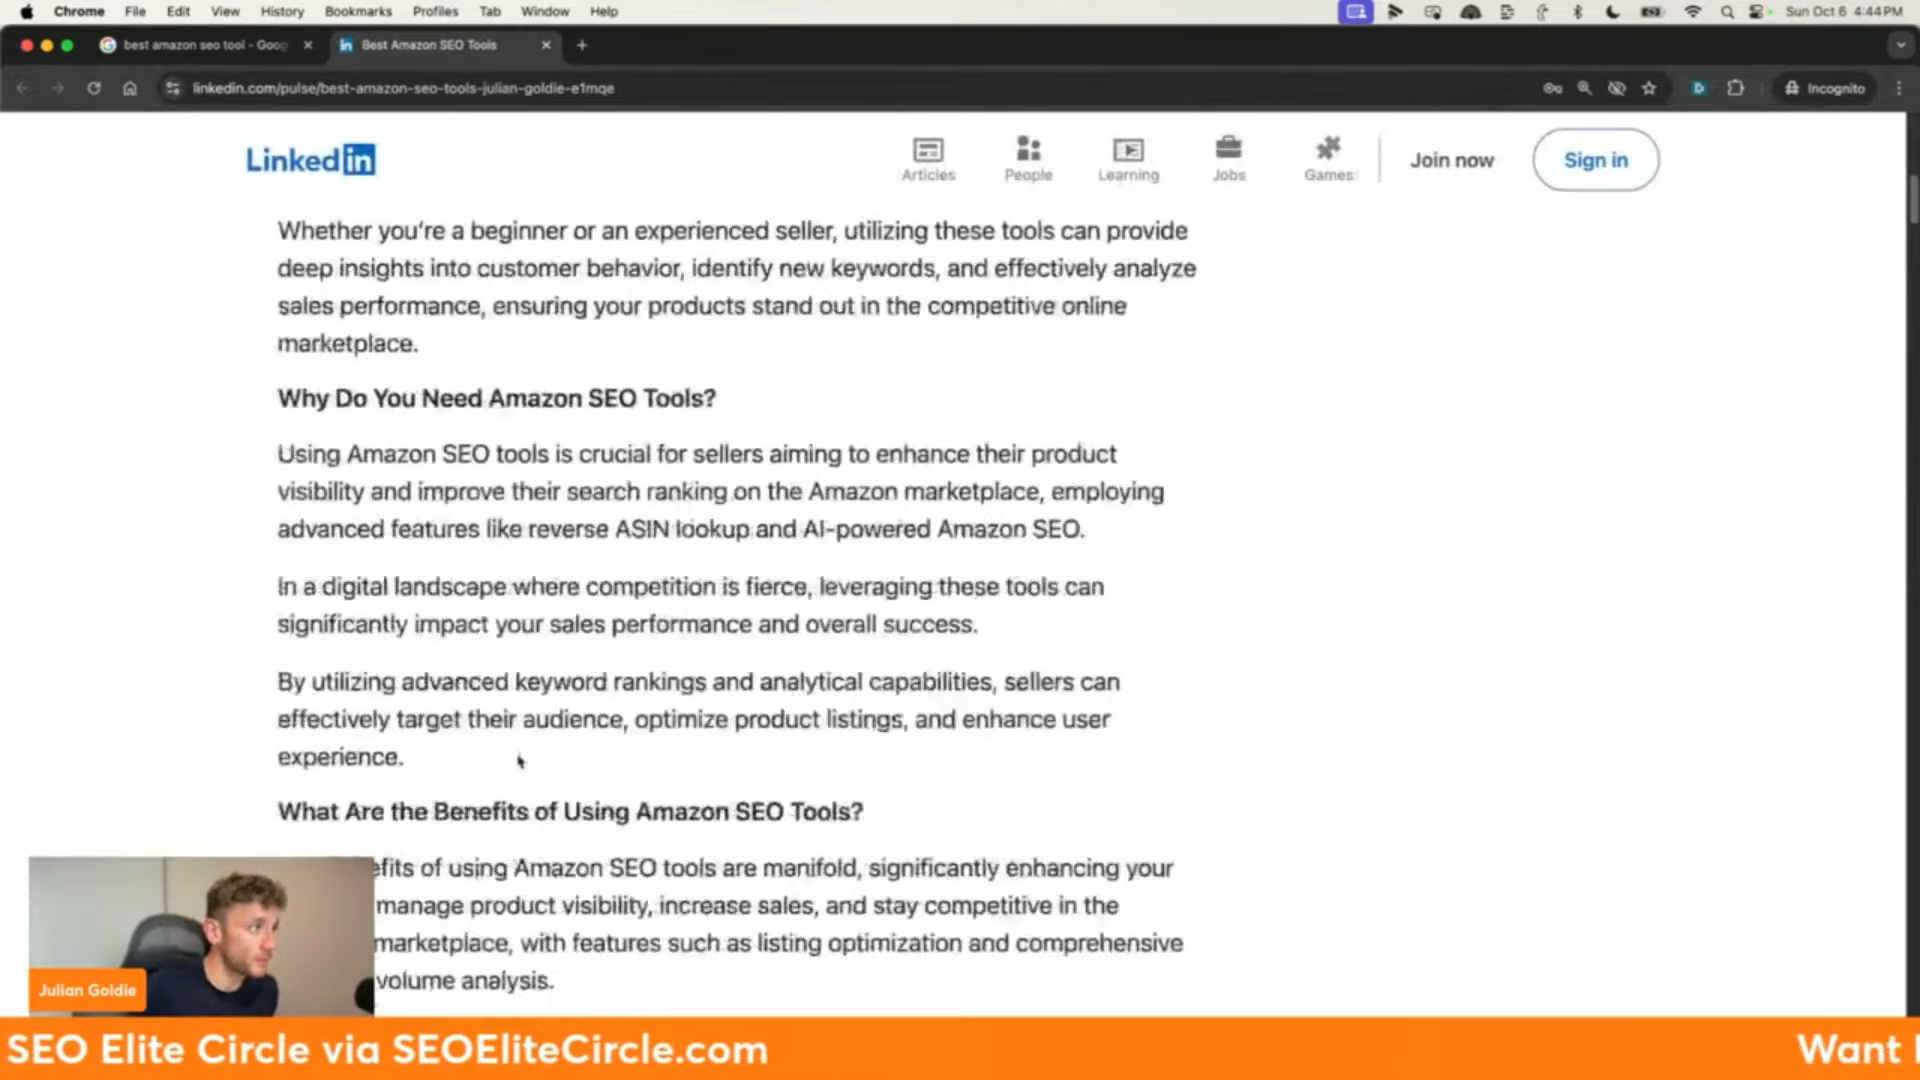 Chrome File Edit View History Bookmarks Profiles Tab Window Help Sun Oct 6 4:44PM
best amazon seo tool - Goog
Best Amazon SEO Tools
linkedin.com/pulse/best-amazon-seo-tools-julian-goldie-e1mqe
Incognito
Linked in
Articles People Learning Jobs Games Join now Sign in
Whether you're a beginner or an experienced seller, utilizing these tools can provide
deep insights into customer behavior, identify new keywords, and effectively analyze
sales performance, ensuring your products stand out in the competitive online
marketplace.
Why Do You Need Amazon SEO Tools?
Using Amazon SEO tools is crucial for sellers aiming to enhance their product
visibility and improve their search ranking on the Amazon marketplace, employing
advanced features like reverse ASIN lookup and AI-powered Amazon SEO.
In a digital landscape where competition is fierce, leveraging these tools can
significantly impact your sales performance and overall success.
By utilizing advanced keyword rankings and analytical capabilities, sellers can
effectively target their audience, optimize product listings, and enhance user
experience.
What Are the Benefits of Using Amazon SEO Tools?
efits of using Amazon SEO tools are manifold, significantly enhancing your
manage product visibility, increase sales, and stay competitive in the
marketplace, with features such as listing optimization and comprehensive
volume analysis.
Julian Goldie
SEO Elite Circle via SEOEliteCircle.com
Want